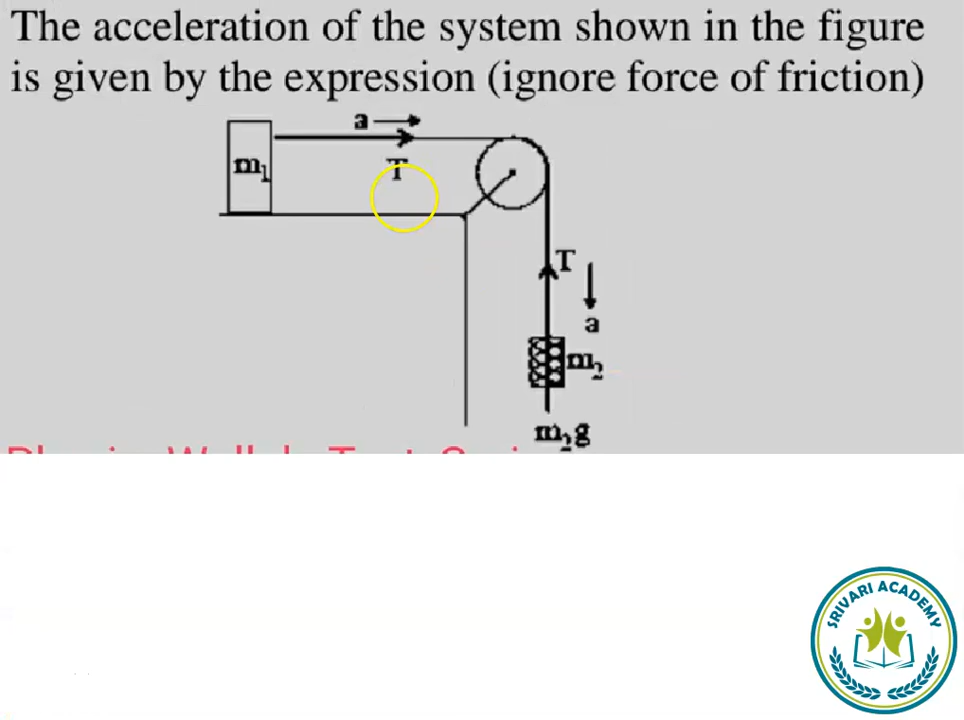 The acceleration of the system shown in the figure
is given by the expression (ignore force of friction)
a
m₁
T
T
a
m₂
m₂g
SRIVARI ACADEMY